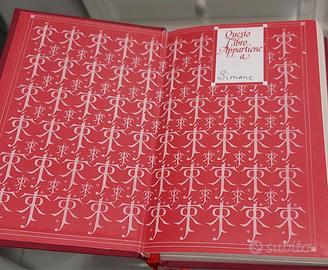 Questo
Libro
Appartiene
a
Simone
subito